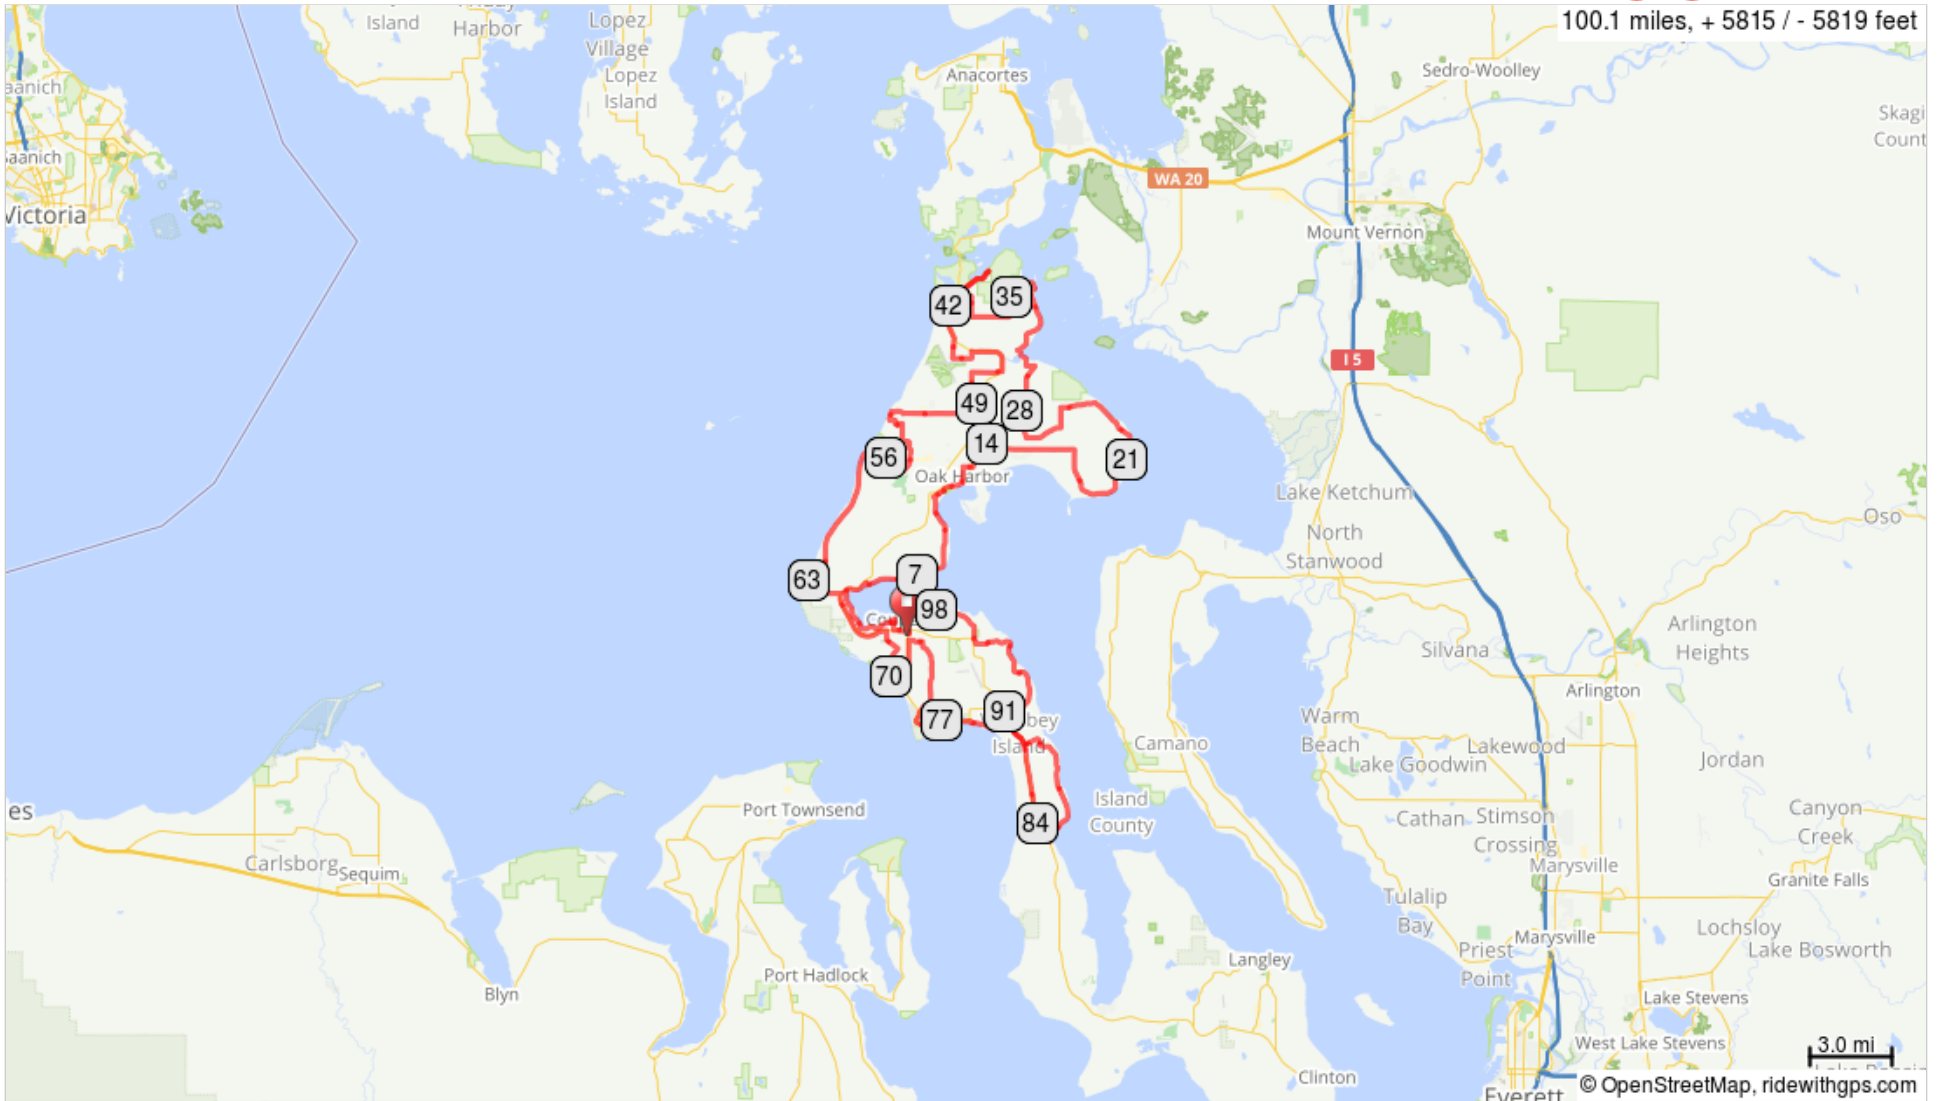 100.1 miles, + 5815 / - 5819 feet
Island
Harbor
Lopez
Village
Lopez
Island
Anacortes
Sedro-Woolley
aanich
Skagi
Count
Saanich
WA 20
Victoria
Mount Vernon
42
35
I 5
49
28
14
56
21
Oak Harbor
Lake Ketchum
Oso
North
Stanwood
63
7
98
Arlington
Heights
Silvana
70
Arlington
77
91
Island
Warm
Beach
Camano
Lakewood
Lake Goodwin
Jordan
es
Port Townsend
Island
County
84
Cathan
Stimson
Crossing
Canyon
Creek
Carlsborg
Sequim
Marysville
Granite Falls
Tulalip
Bay
Lochsloy
Marysville
Lake Bosworth
Priest
Point
Langley
Port Hadlock
Blyn
Lake Stevens
West Lake Stevens
3.0 mi
Clinton
Everett
© OpenStreetMap, ridewithgps.com